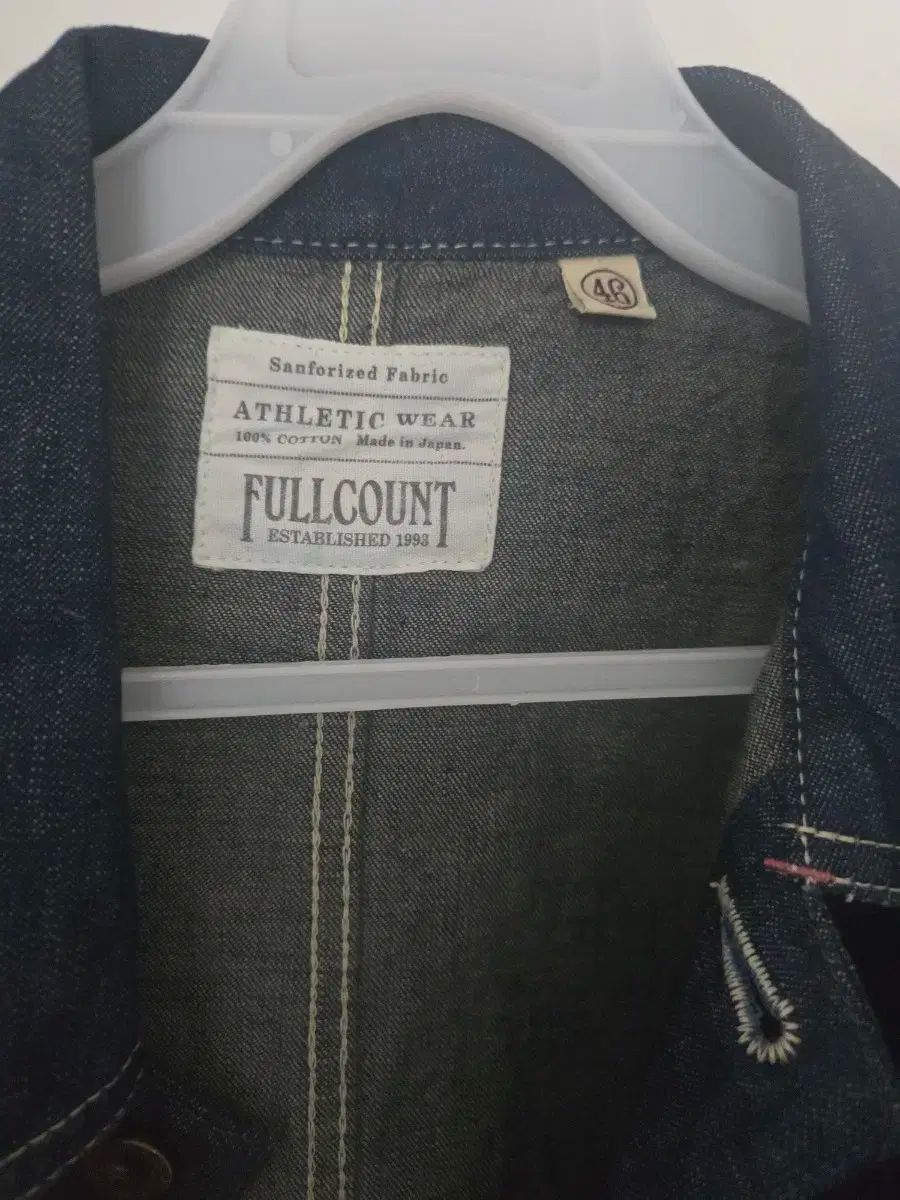 46
Sanforized Fabric
ATHLETIC WEAR
100% COTTON Made in Japan.
FULLCOUNT
ESTABLISHED 1993